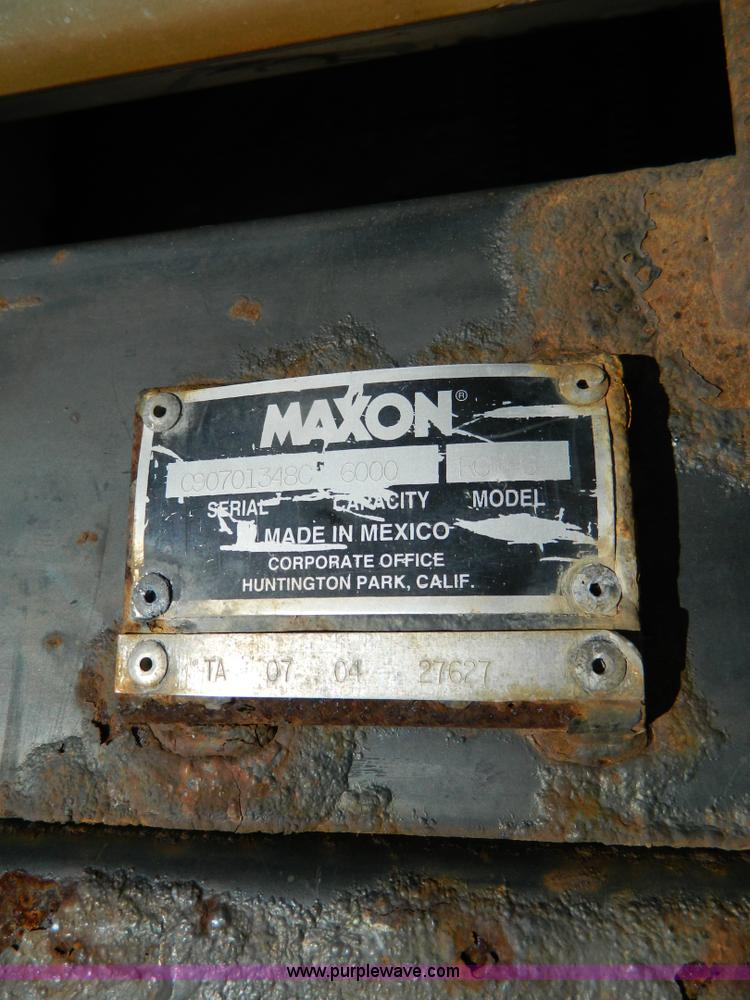 MAXON®
C90701348C 6000
SERIAL CAPACITY MODEL
MADE IN MEXICO
CORPORATE OFFICE
HUNTINGTON PARK, CALIF.
TA 07 04 27627
www.purplewave.com